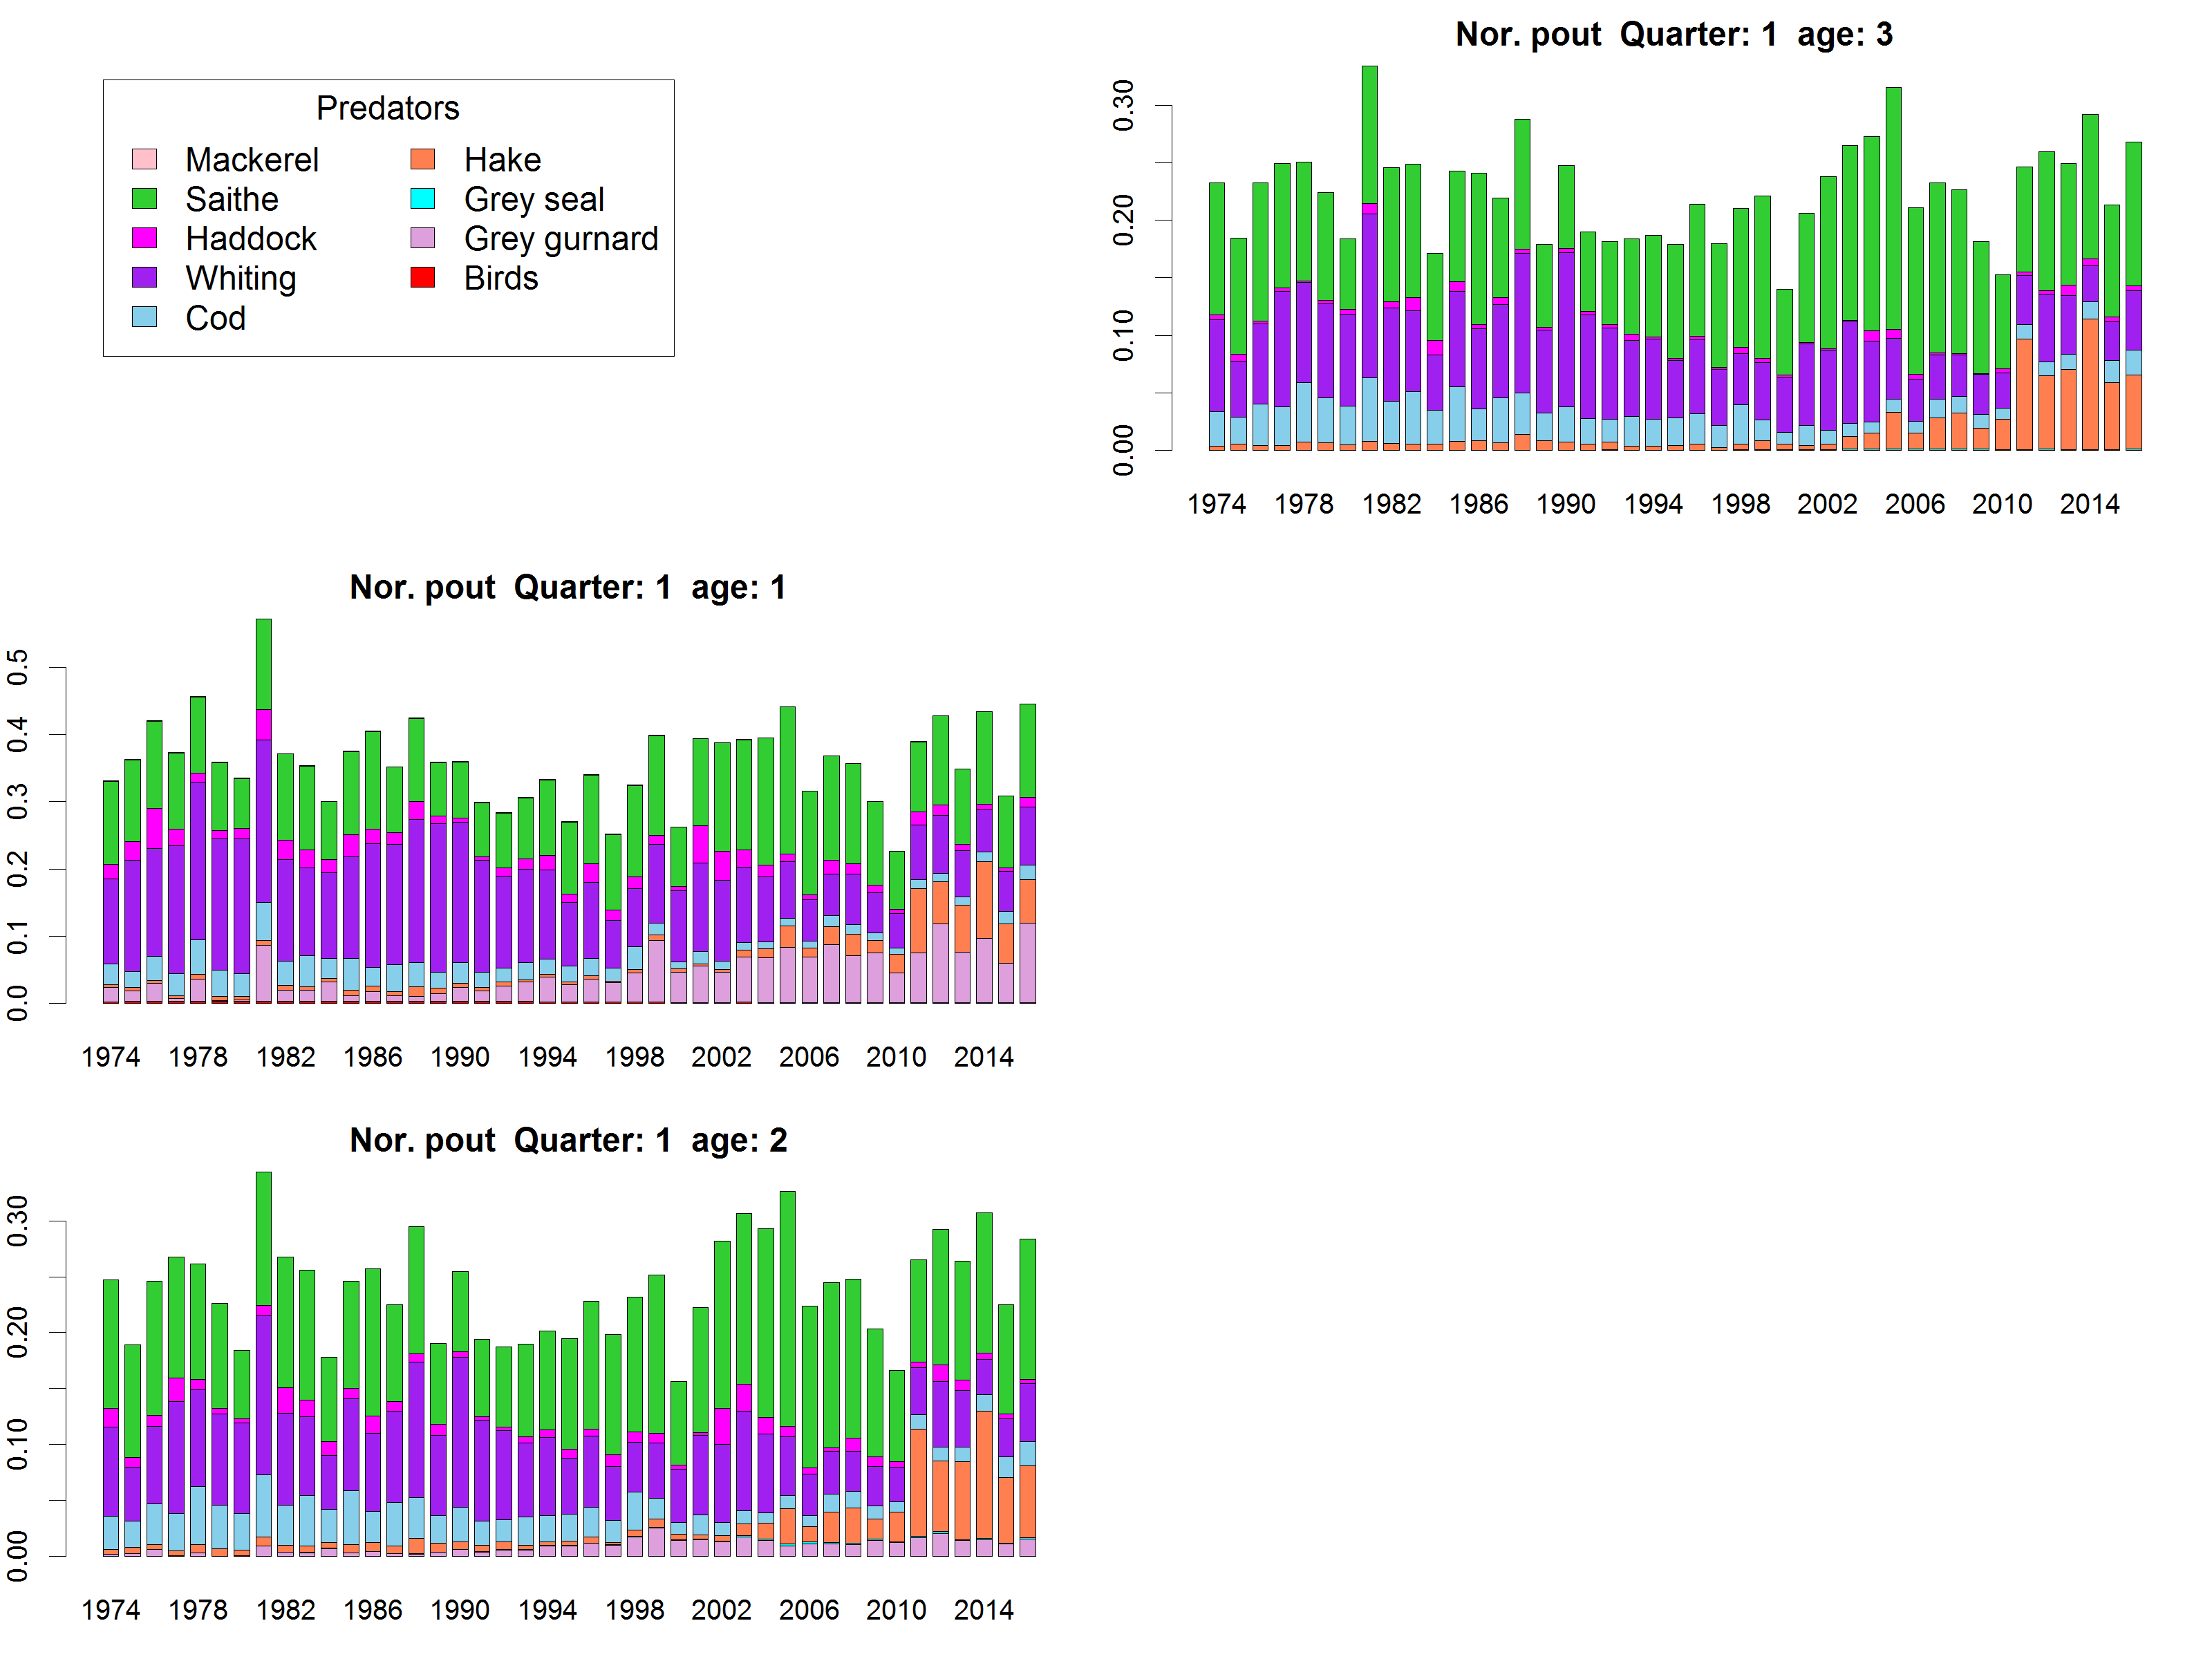 Predators
Mackerel
Saithe
Haddock
Whiting
Cod
Hake
Grey seal
Grey gurnard
Birds
Nor. pout Quarter: 1 age: 3
0.30
0.20
0.10
0.00
1974 1978 1982 1986 1990 1994 1998 2002 2006 2010 2014
Nor. pout Quarter: 1 age: 1
0.5
0.4
0.3
0.2
0.1
0.0
1974 1978 1982 1986 1990 1994 1998 2002 2006 2010 2014
Nor. pout Quarter: 1 age: 2
0.30
0.20
0.10
0.00
1974 1978 1982 1986 1990 1994 1998 2002 2006 2010 2014